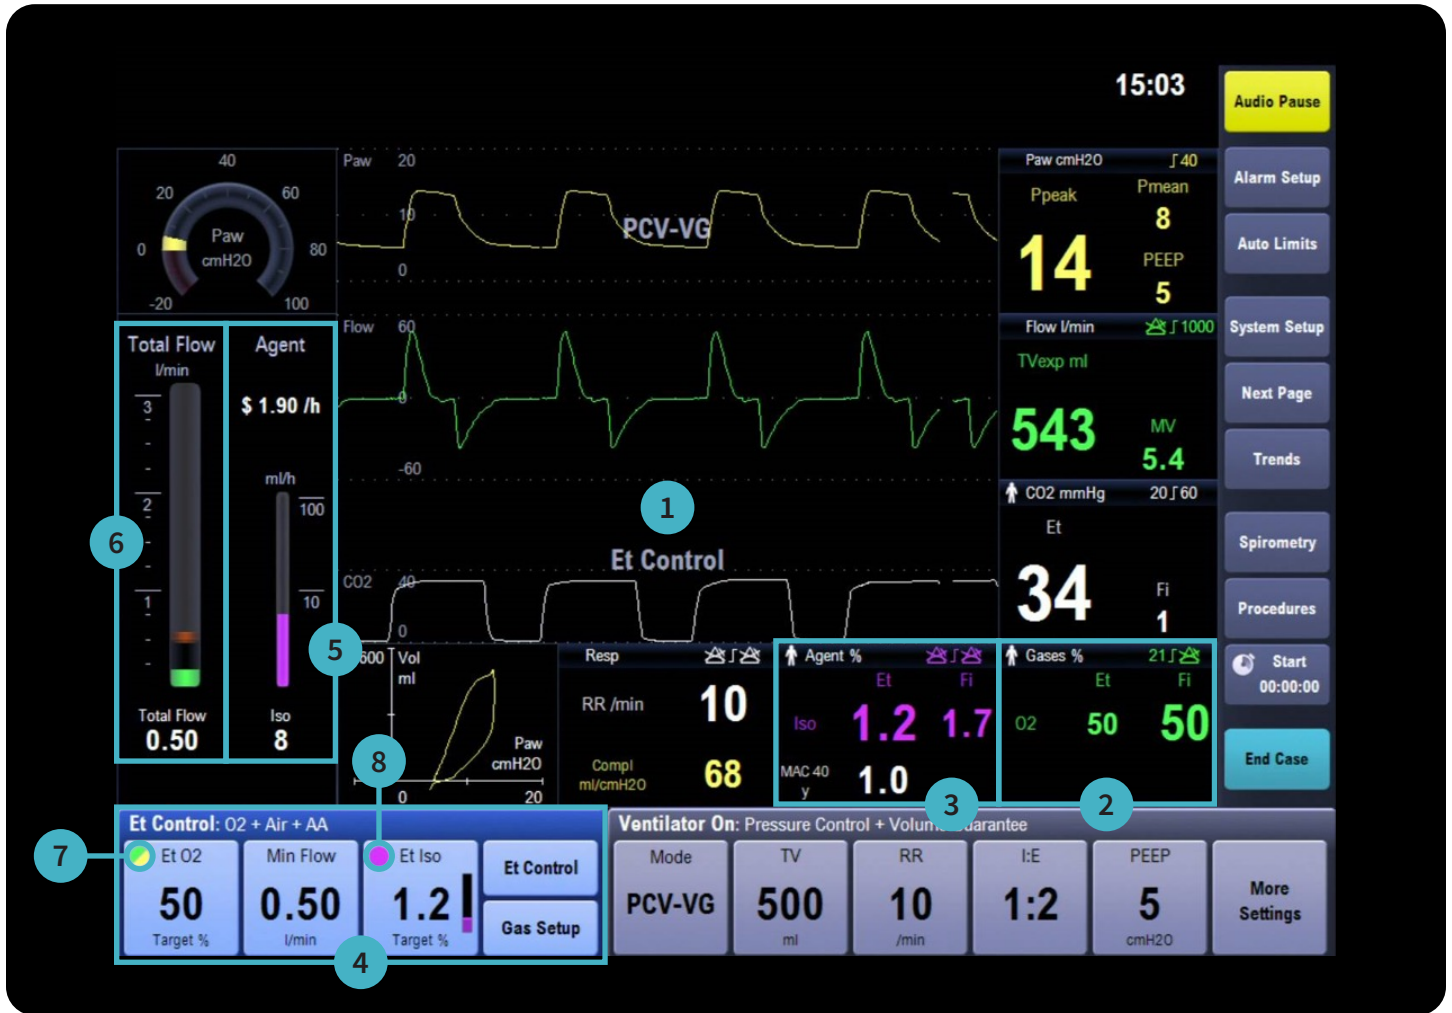 15:03
Audio Pause
Alarm Setup
Auto Limits
System Setup
Next Page
Trends
Spirometry
Procedures
Start
00:00:00
End Case
40
20
60
Paw
0
80
cmH2O
-20
100
Paw
20
10
0
PCV-VG
Paw cmH2O
40
Ppeak
Pmean
14
8
PEEP
5
Flow
60
0
-60
Flow l/min
1000
TVexp ml
543
MV
5.4
Total Flow
l/min
3
2
1
Total Flow
0.50
6
Agent
$ 1.90 /h
ml/h
100
10
Iso
8
5
1
Et Control
CO2
40
0
CO2 mmHg
20 60
Et
34
Fi
1
600
Vol
ml
Paw
cmH2O
0
20
Resp
RR /min
10
Compl
ml/cmH2O
68
Agent %
Et
Fi
Iso
1.2
1.7
MAC 40
y
1.0
3
Gases %
21
Et
Fi
O2
50
50
2
8
7
Et Control: O2 + Air + AA
Et O2
50
Target %
Min Flow
0.50
l/min
Et Iso
1.2
Target %
Et Control
Gas Setup
4
Ventilator On: Pressure Control + Volume Guarantee
Mode
PCV-VG
TV
500
ml
RR
10
/min
I:E
1:2
PEEP
5
cmH2O
More
Settings